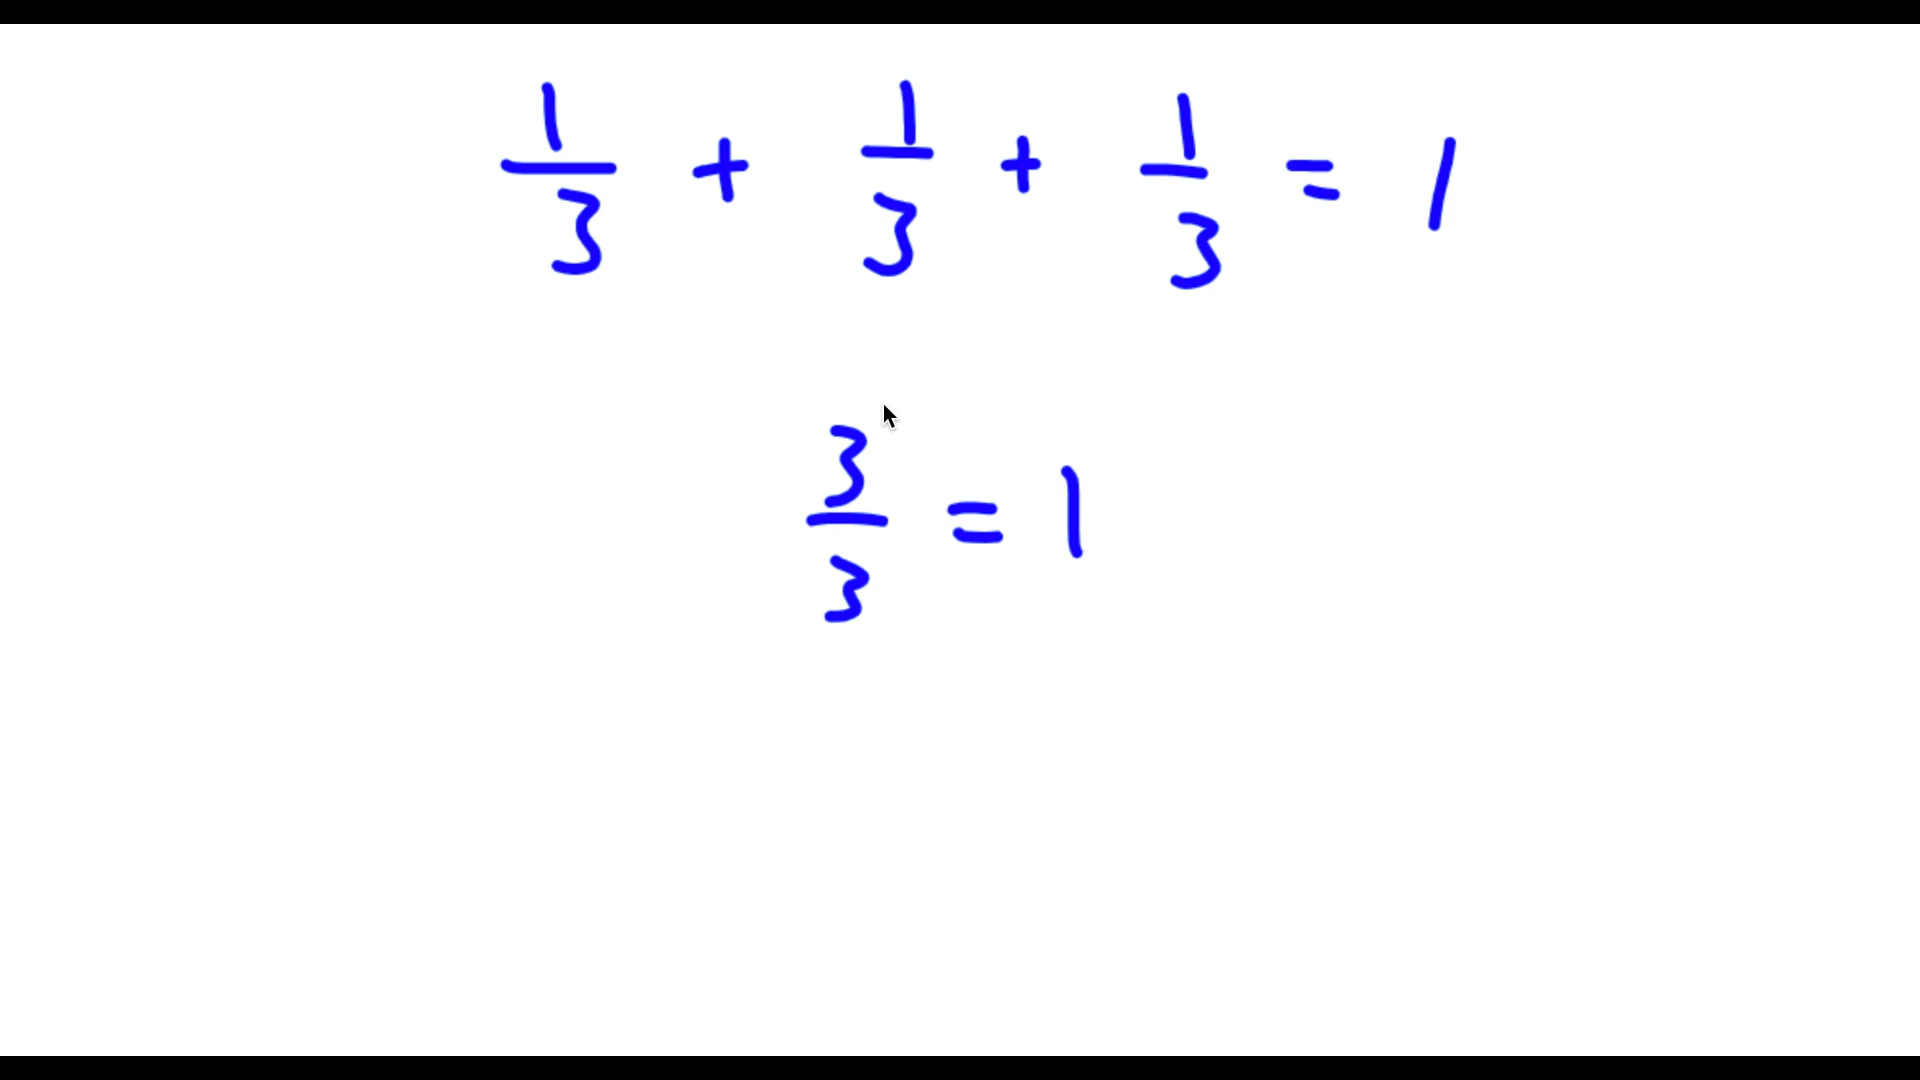 1/3 + 1/3 + 1/3 = 1
3/3 = 1